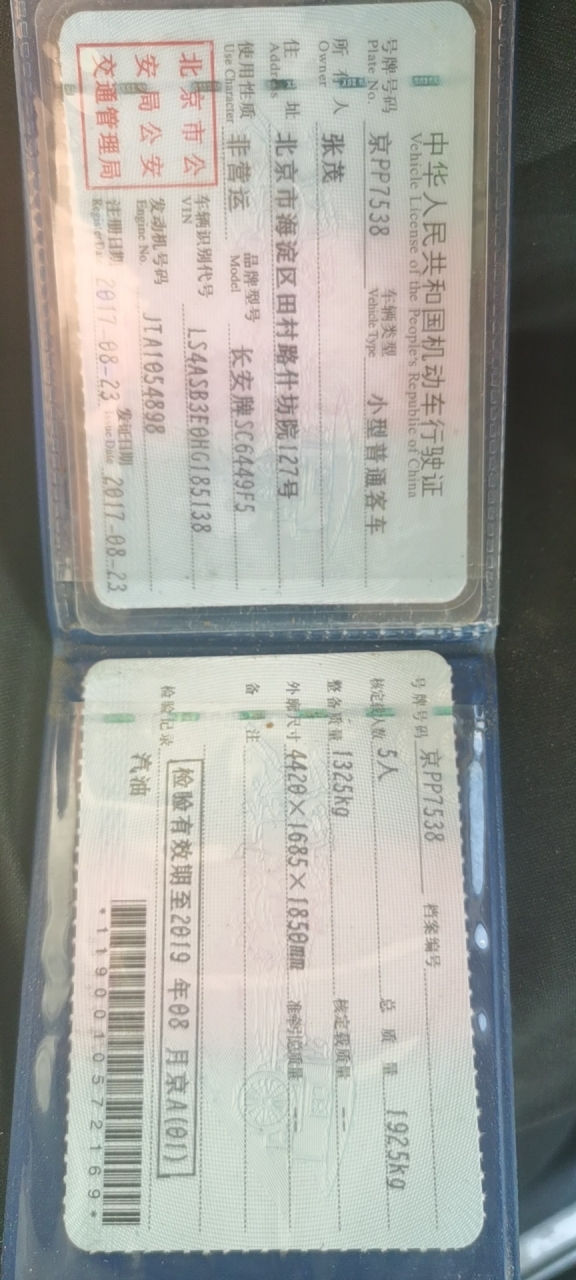 中华人民共和国机动车行驶证
Vehicle License of the People's Republic of China
号牌号码 京PP7538 车辆类型 小型普通客车
Plate No. Vehicle Type
所有人 张茂
Owner
住址 北京市海淀区田村路什坊院127号
Address
使用性质 非营运 品牌型号 长安牌SC6449F5
Use Character Model
北京市公
安局公安
交通管理局
车辆识别代号 LS4ASB3E0HG185138
VIN
发动机号码 JTA1054898
Engine No.
注册日期 2017-08-23 发证日期 2017-08-23
Register Date Issue Date
号牌号码 京PP7538 档案编号
核定载人数 5人 总质量 1925kg
整备质量 1325kg 核定载质量 --
外廓尺寸 4420×1685×1850mm 准牵引总质量 --
备注
检验有效期至2019年08月京A(01)
检验记录
汽油
*1190010572169*